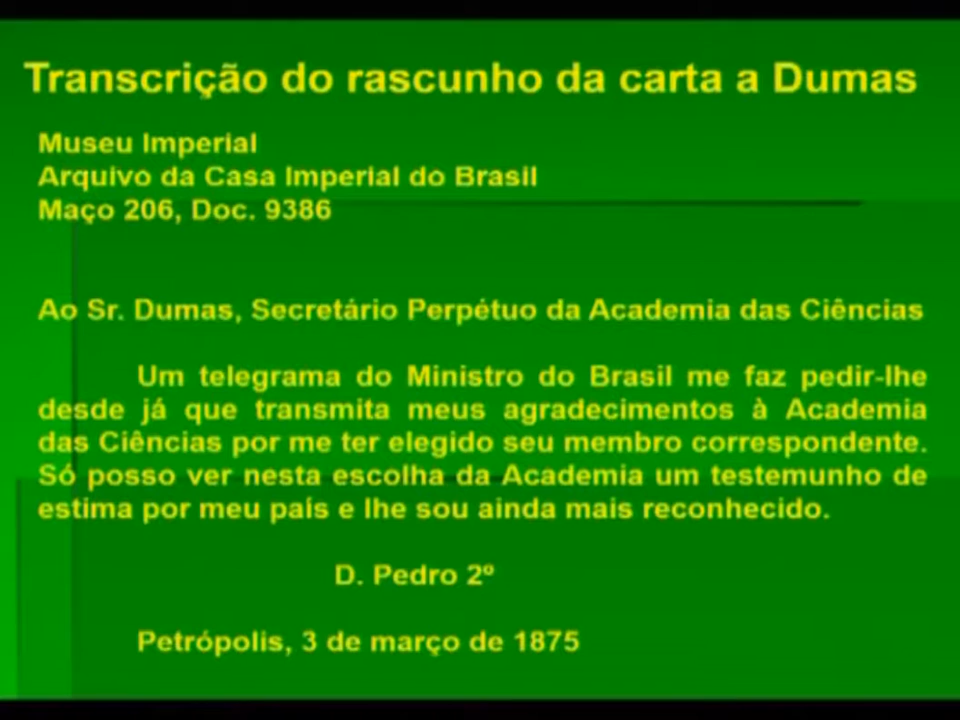 Transcrição do rascunho da carta a Dumas
Museu Imperial
Arquivo da Casa Imperial do Brasil
Maço 206, Doc. 9386
Ao Sr. Dumas, Secretário Perpétuo da Academia das Ciências
Um telegrama do Ministro do Brasil me faz pedir-lhe
desde já que transmita meus agradecimentos à Academia
das Ciências por me ter elegido seu membro correspondente.
Só posso ver nesta escolha da Academia um testemunho de
estima por meu país e lhe sou ainda mais reconhecido.
D. Pedro 2º
Petrópolis, 3 de março de 1875